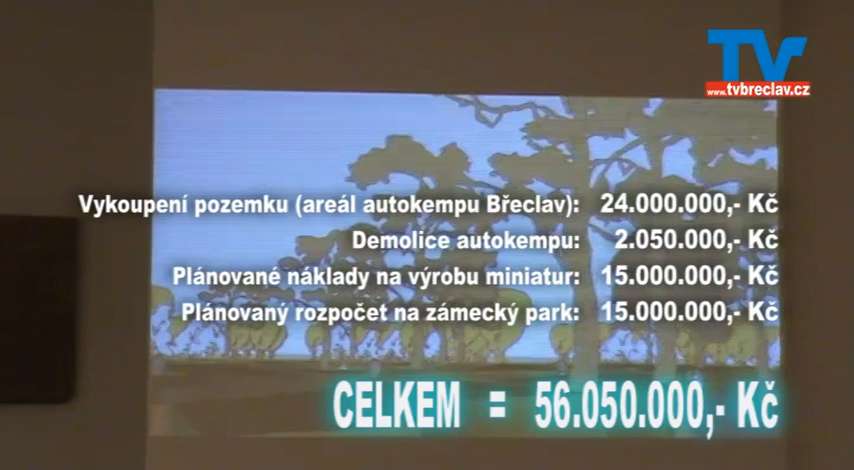 TV
www.tvbreclav.cz
Vykoupení pozemku (areál autokempu Břeclav): 24.000.000,- Kč
Demolice autokempu: 2.050.000,- Kč
Plánované náklady na výrobu miniatur: 15.000.000,- Kč
Plánovaný rozpočet na zámecký park: 15.000.000,- Kč
CELKEM = 56.050.000,- Kč